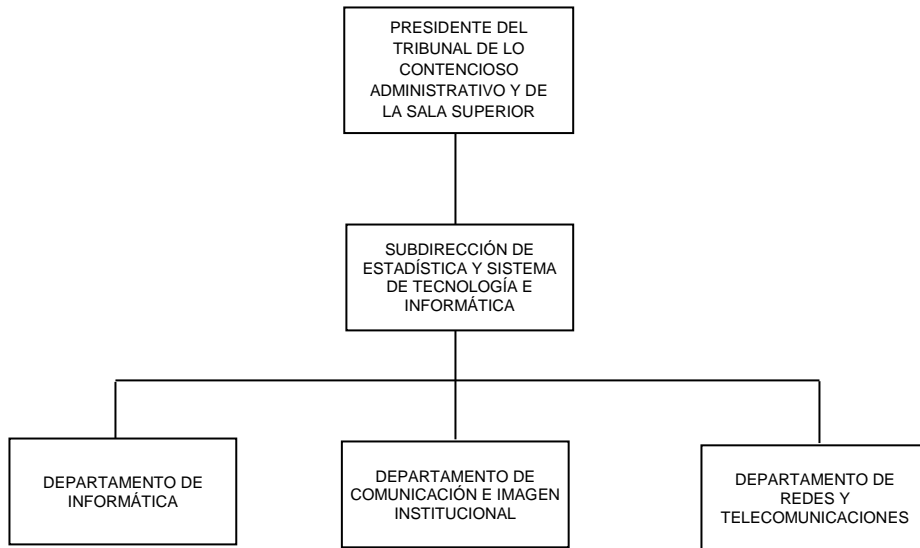 PRESIDENTE DEL
TRIBUNAL DE LO
CONTENCIOSO
ADMINISTRATIVO Y DE
LA SALA SUPERIOR
SUBDIRECCIÓN DE
ESTADÍSTICA Y SISTEMA
DE TECNOLOGÍA E
INFORMÁTICA
DEPARTAMENTO DE
INFORMÁTICA
DEPARTAMENTO DE
COMUNICACIÓN E IMAGEN
INSTITUCIONAL
DEPARTAMENTO DE
REDES Y
TELECOMUNICACIONES